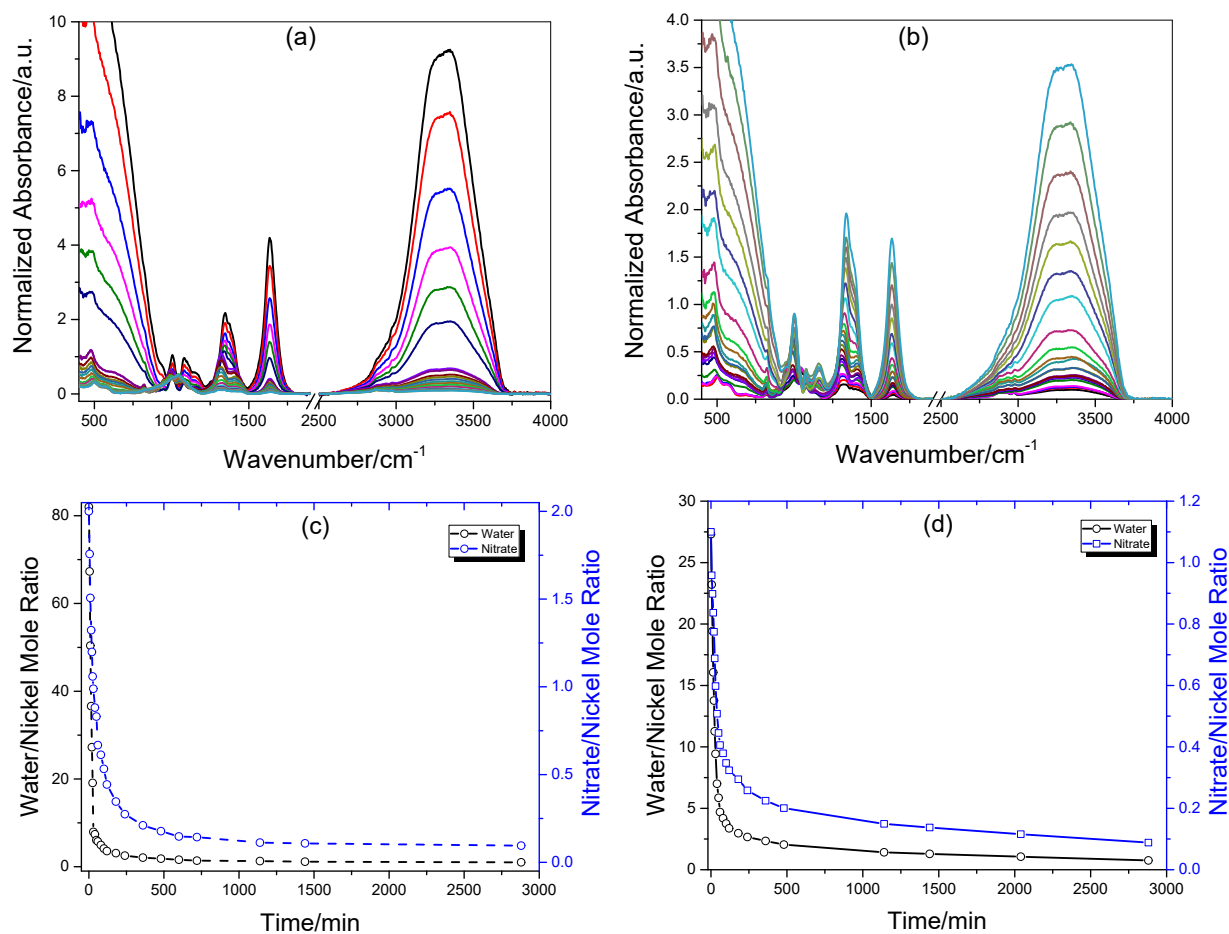 (a)
Normalized Absorbance/a.u.
10
8
6
4
2
0
500 1000 1500 2500 3000 3500 4000
Wavenumber/cm-1
(b)
Normalized Absorbance/a.u.
4.0
3.5
3.0
2.5
2.0
1.5
1.0
0.5
0.0
500 1000 1500 2500 3000 3500 4000
Wavenumber/cm-1
(c)
Water
Nitrate
Water/Nickel Mole Ratio
80
60
40
20
0
Nitrate/Nickel Mole Ratio
2.0
1.5
1.0
0.5
0.0
0 500 1000 1500 2000 2500 3000
Time/min
(d)
Water
Nitrate
Water/Nickel Mole Ratio
30
25
20
15
10
5
0
Nitrate/Nickel Mole Ratio
1.2
1.0
0.8
0.6
0.4
0.2
0.0
0 500 1000 1500 2000 2500 3000
Time/min